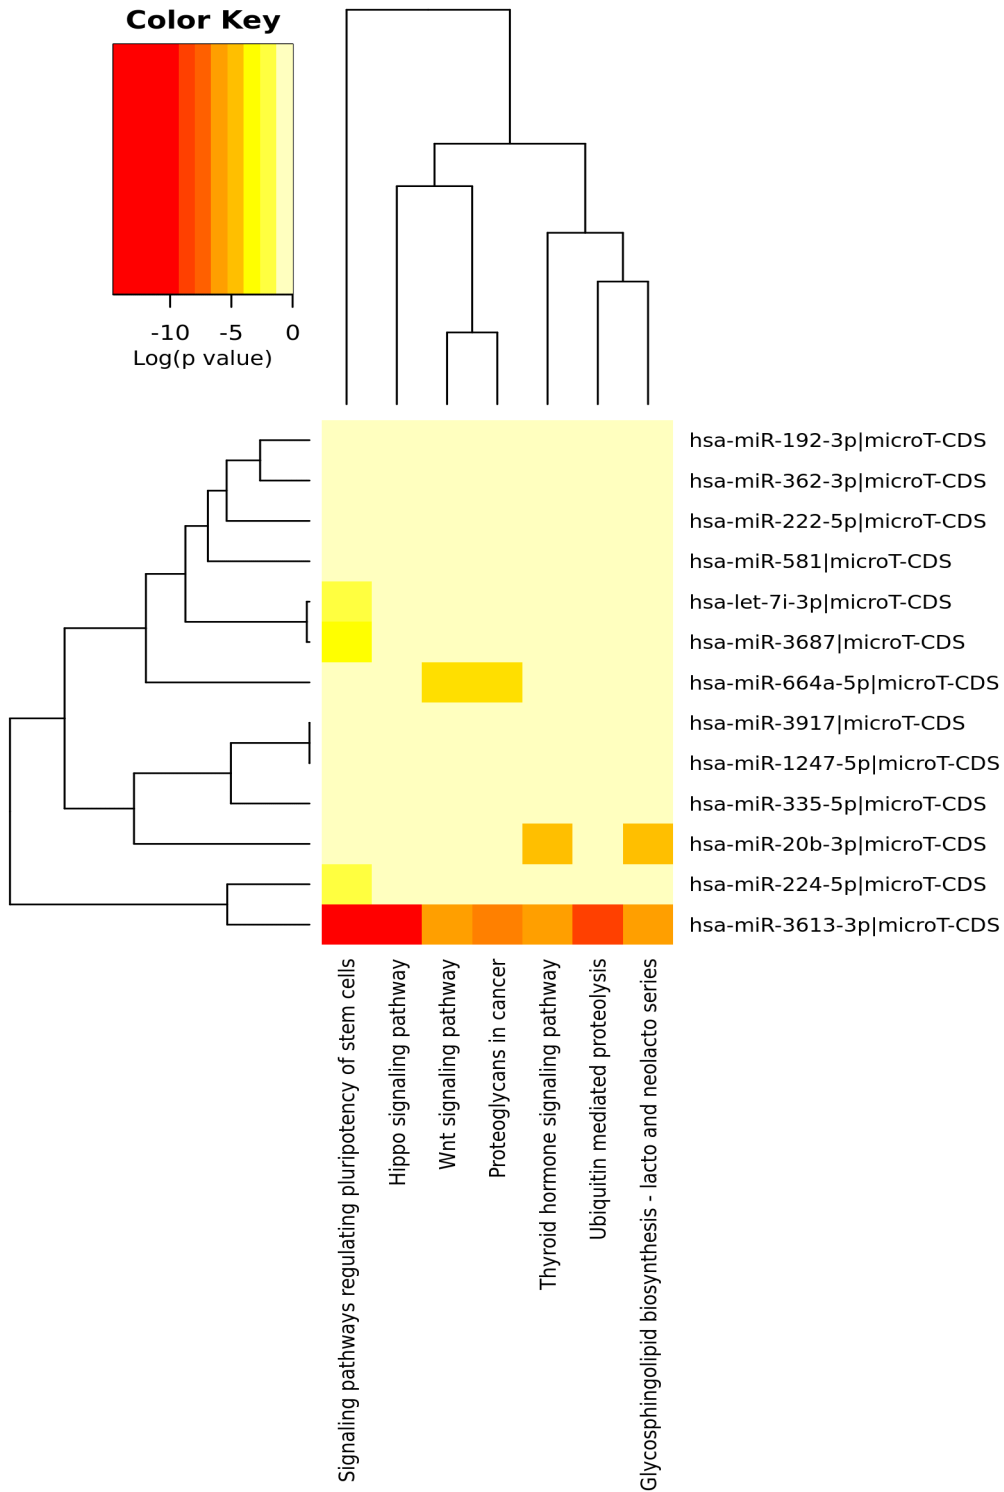 Color Key
-10 -5 0
Log(p value)
hsa-miR-192-3p|microT-CDS
hsa-miR-362-3p|microT-CDS
hsa-miR-222-5p|microT-CDS
hsa-miR-581|microT-CDS
hsa-let-7i-3p|microT-CDS
hsa-miR-3687|microT-CDS
hsa-miR-664a-5p|microT-CDS
hsa-miR-3917|microT-CDS
hsa-miR-1247-5p|microT-CDS
hsa-miR-335-5p|microT-CDS
hsa-miR-20b-3p|microT-CDS
hsa-miR-224-5p|microT-CDS
hsa-miR-3613-3p|microT-CDS
Signaling pathways regulating pluripotency of stem cells
Hippo signaling pathway
Wnt signaling pathway
Proteoglycans in cancer
Thyroid hormone signaling pathway
Ubiquitin mediated proteolysis
Glycosphingolipid biosynthesis - lacto and neolacto series